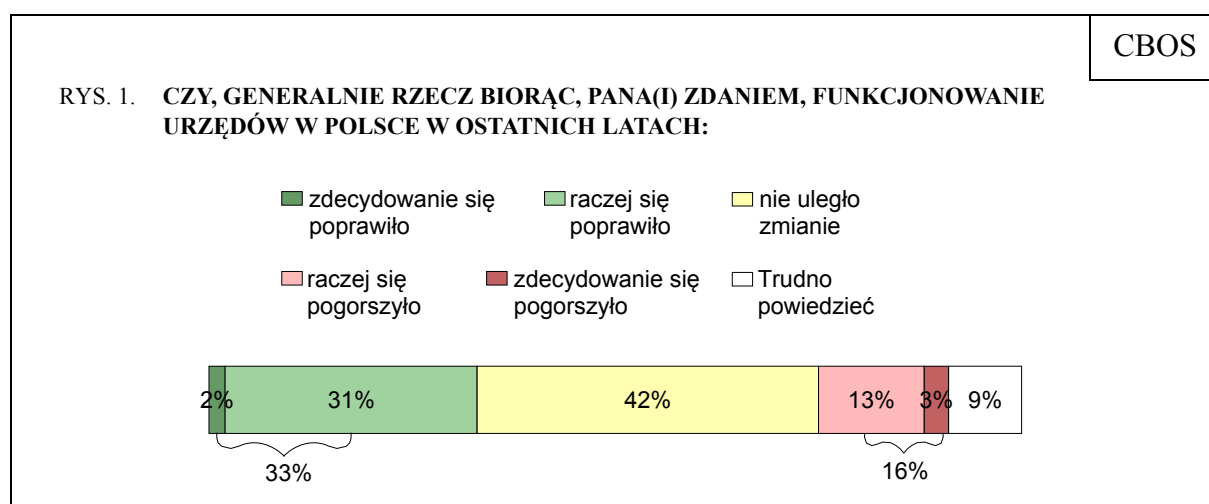 CBOS
RYS. 1. CZY, GENERALNIE RZECZ BIORĄC, PANA(I) ZDANIEM, FUNKCJONOWANIE
URZĘDÓW W POLSCE W OSTATNICH LATACH:
zdecydowanie się poprawiło
raczej się poprawiło
nie uległo zmianie
raczej się pogorszyło
zdecydowanie się pogorszyło
Trudno powiedzieć
2% 31% 42% 13% 3% 9%
33% 16%